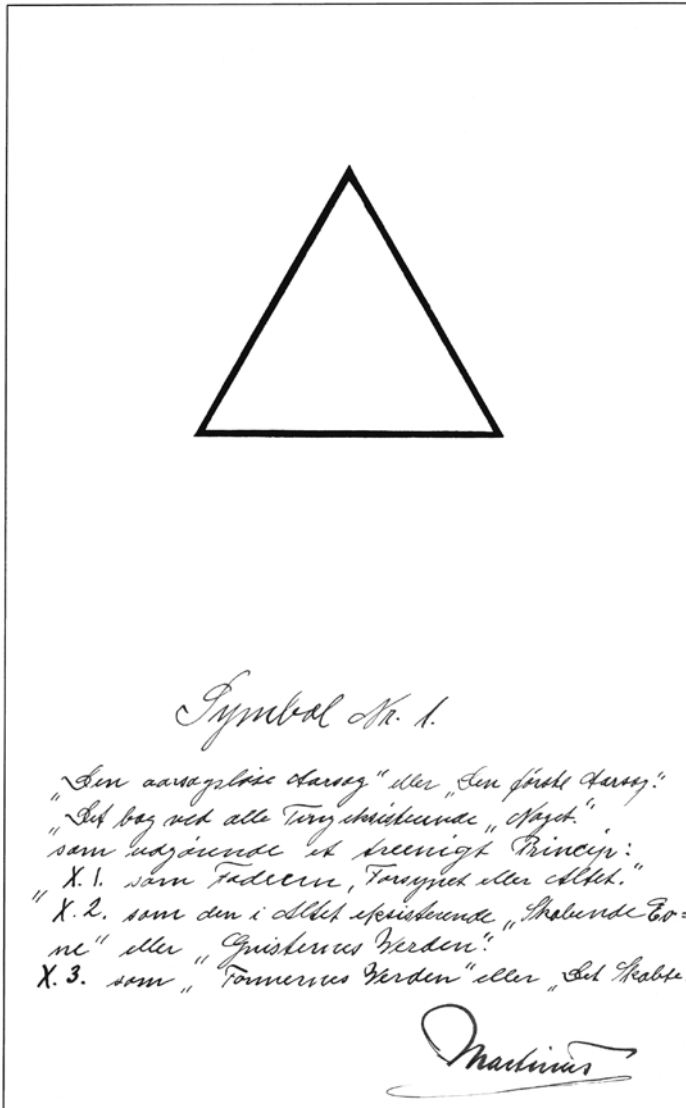 Symbol Nr. 1.
„Den aarsagsløse Aarsag" eller „Den første Aarsag".
„Det bag ved alle Ting eksisterende „Noget".
som udgørende et treenigt Princip:
„X.1. som Faderen, Forsynet eller Altet."
X.2. som den i Altet eksisterende „Skabende Ev=
ne" eller „Gnisternes Verden".
X.3. som „Formernes Verden" eller „Det Skabte
Martinus